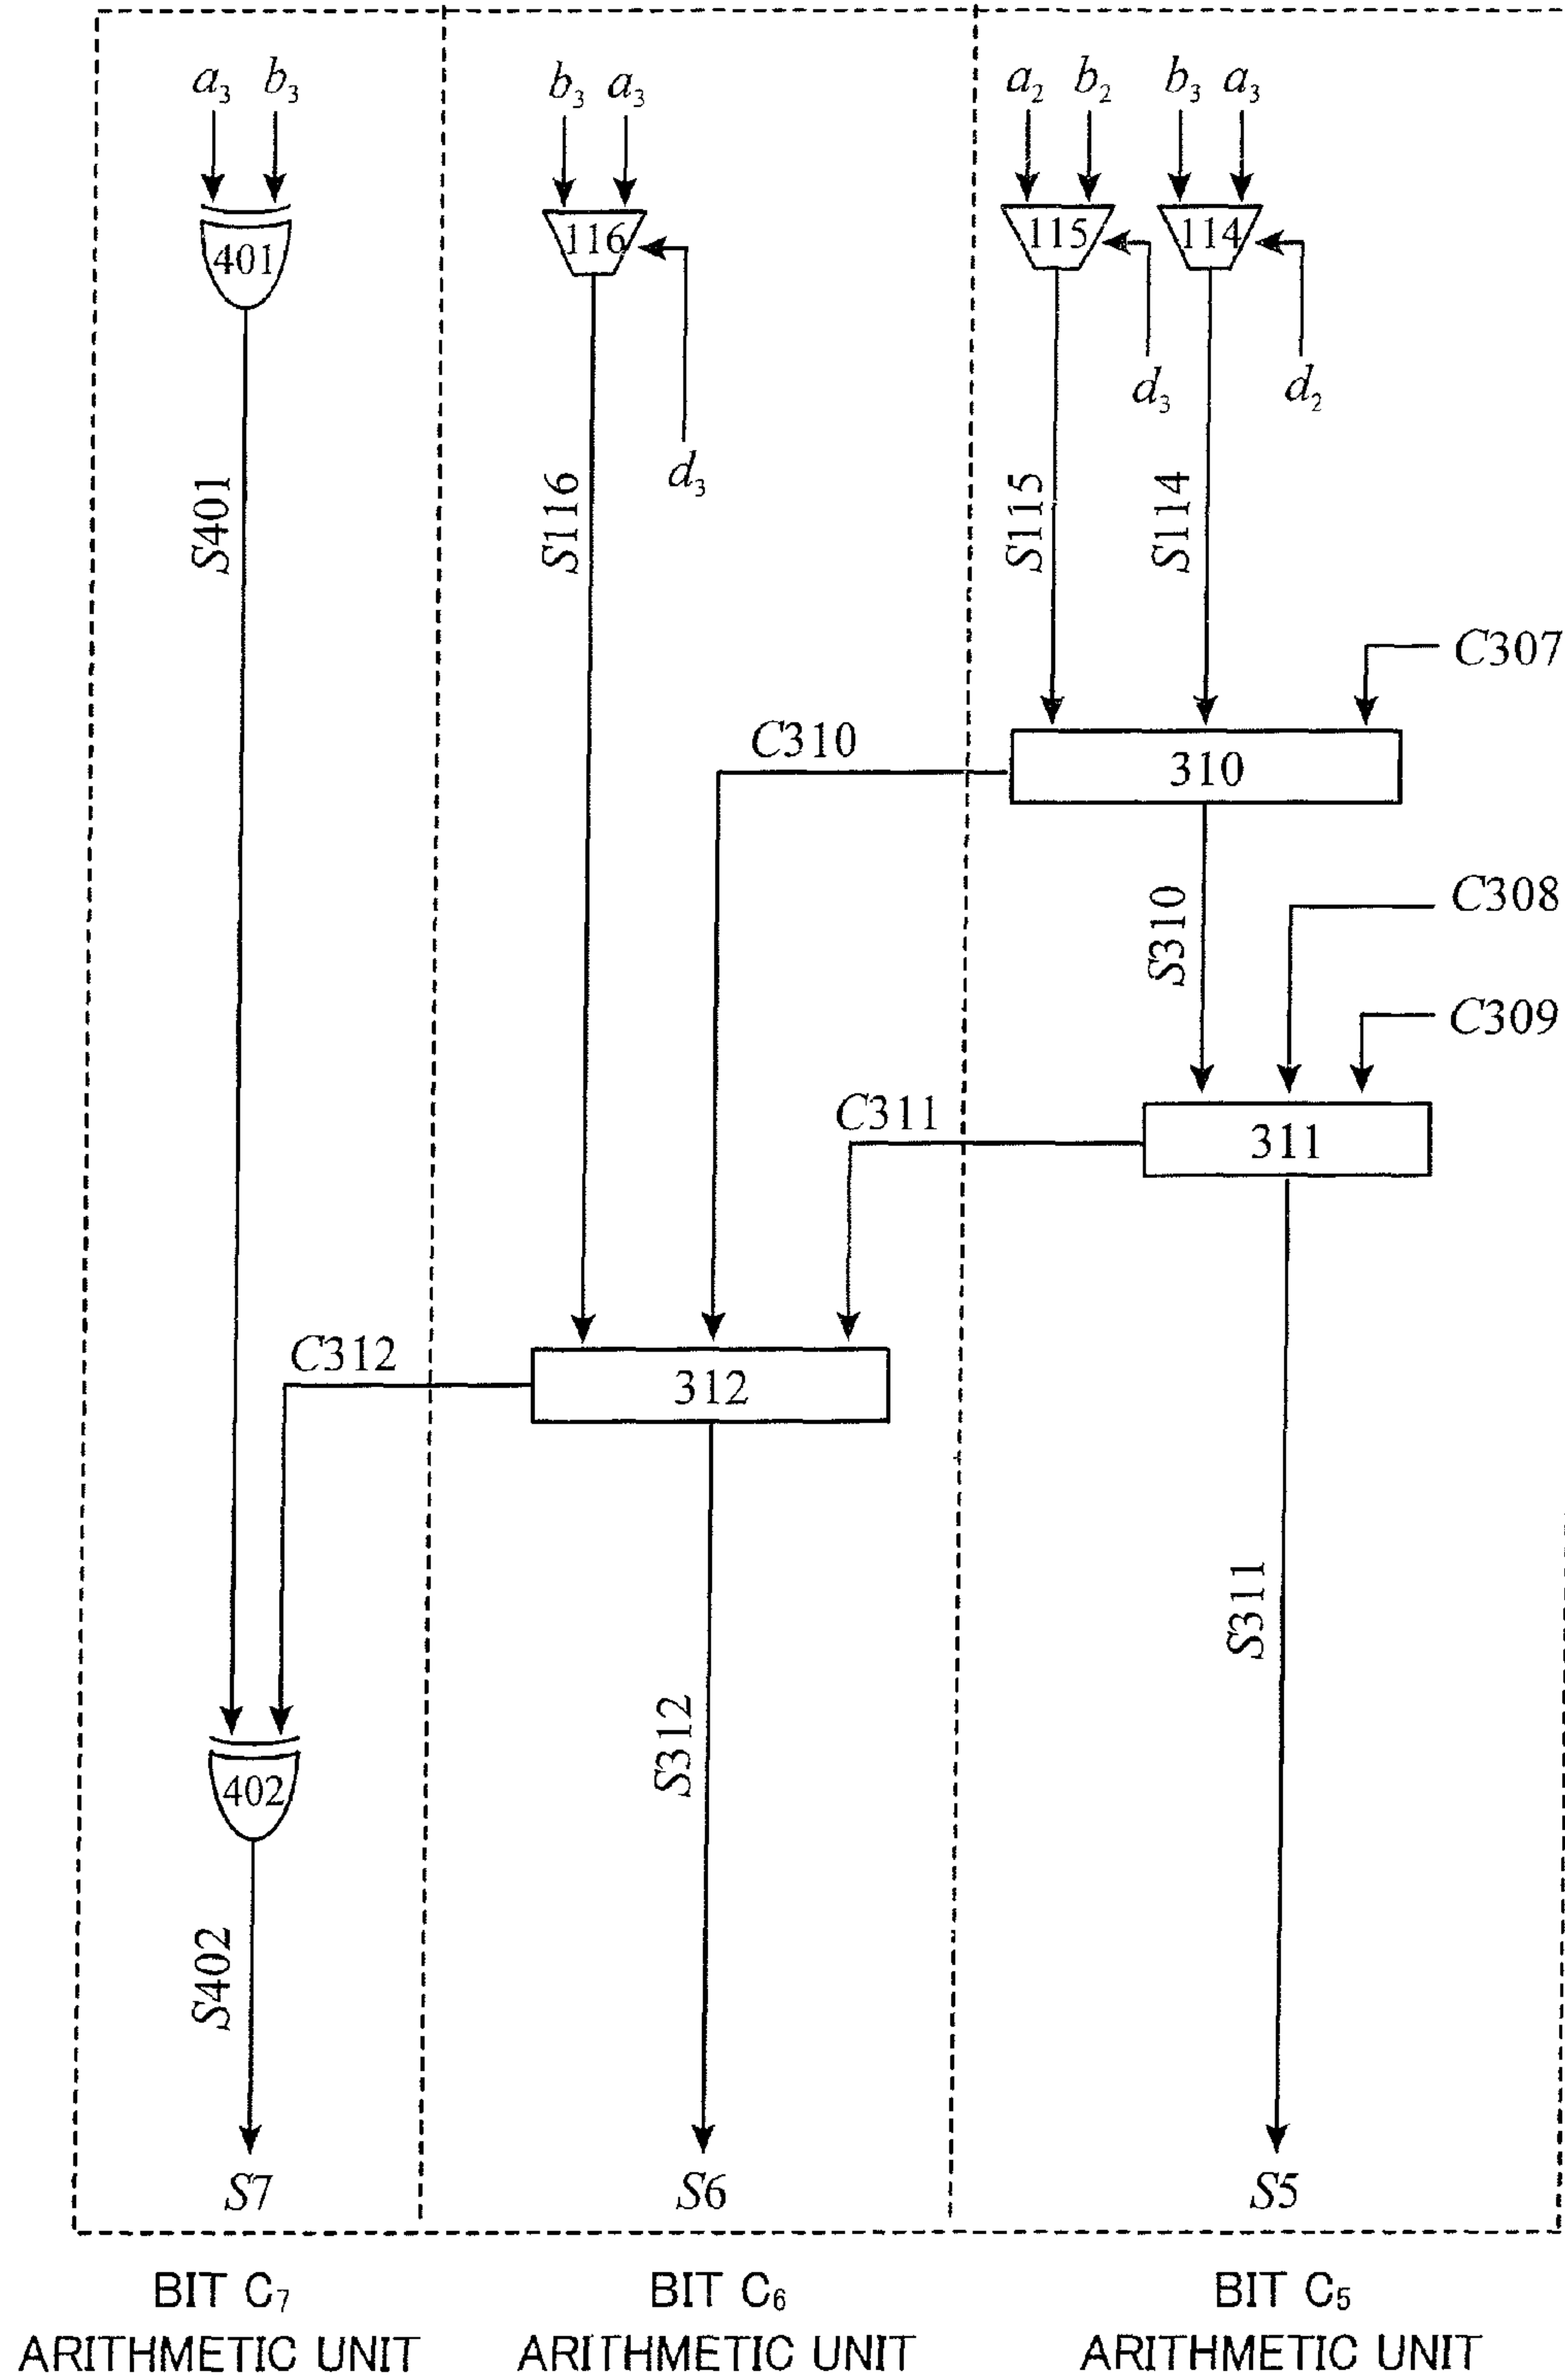 a₃ b₃ b₃ a₃ a₂ b₂ b₃ a₃
401 116 115 114
d₃ d₂
d₃
S401 S116 S115 S114
C307
C310 310
S310 C308
C309
C311 311
C312 312
S311
S312
402
S402
S7 S6 S5
BIT C₇ BIT C₆ BIT C₅
ARITHMETIC UNIT ARITHMETIC UNIT ARITHMETIC UNIT